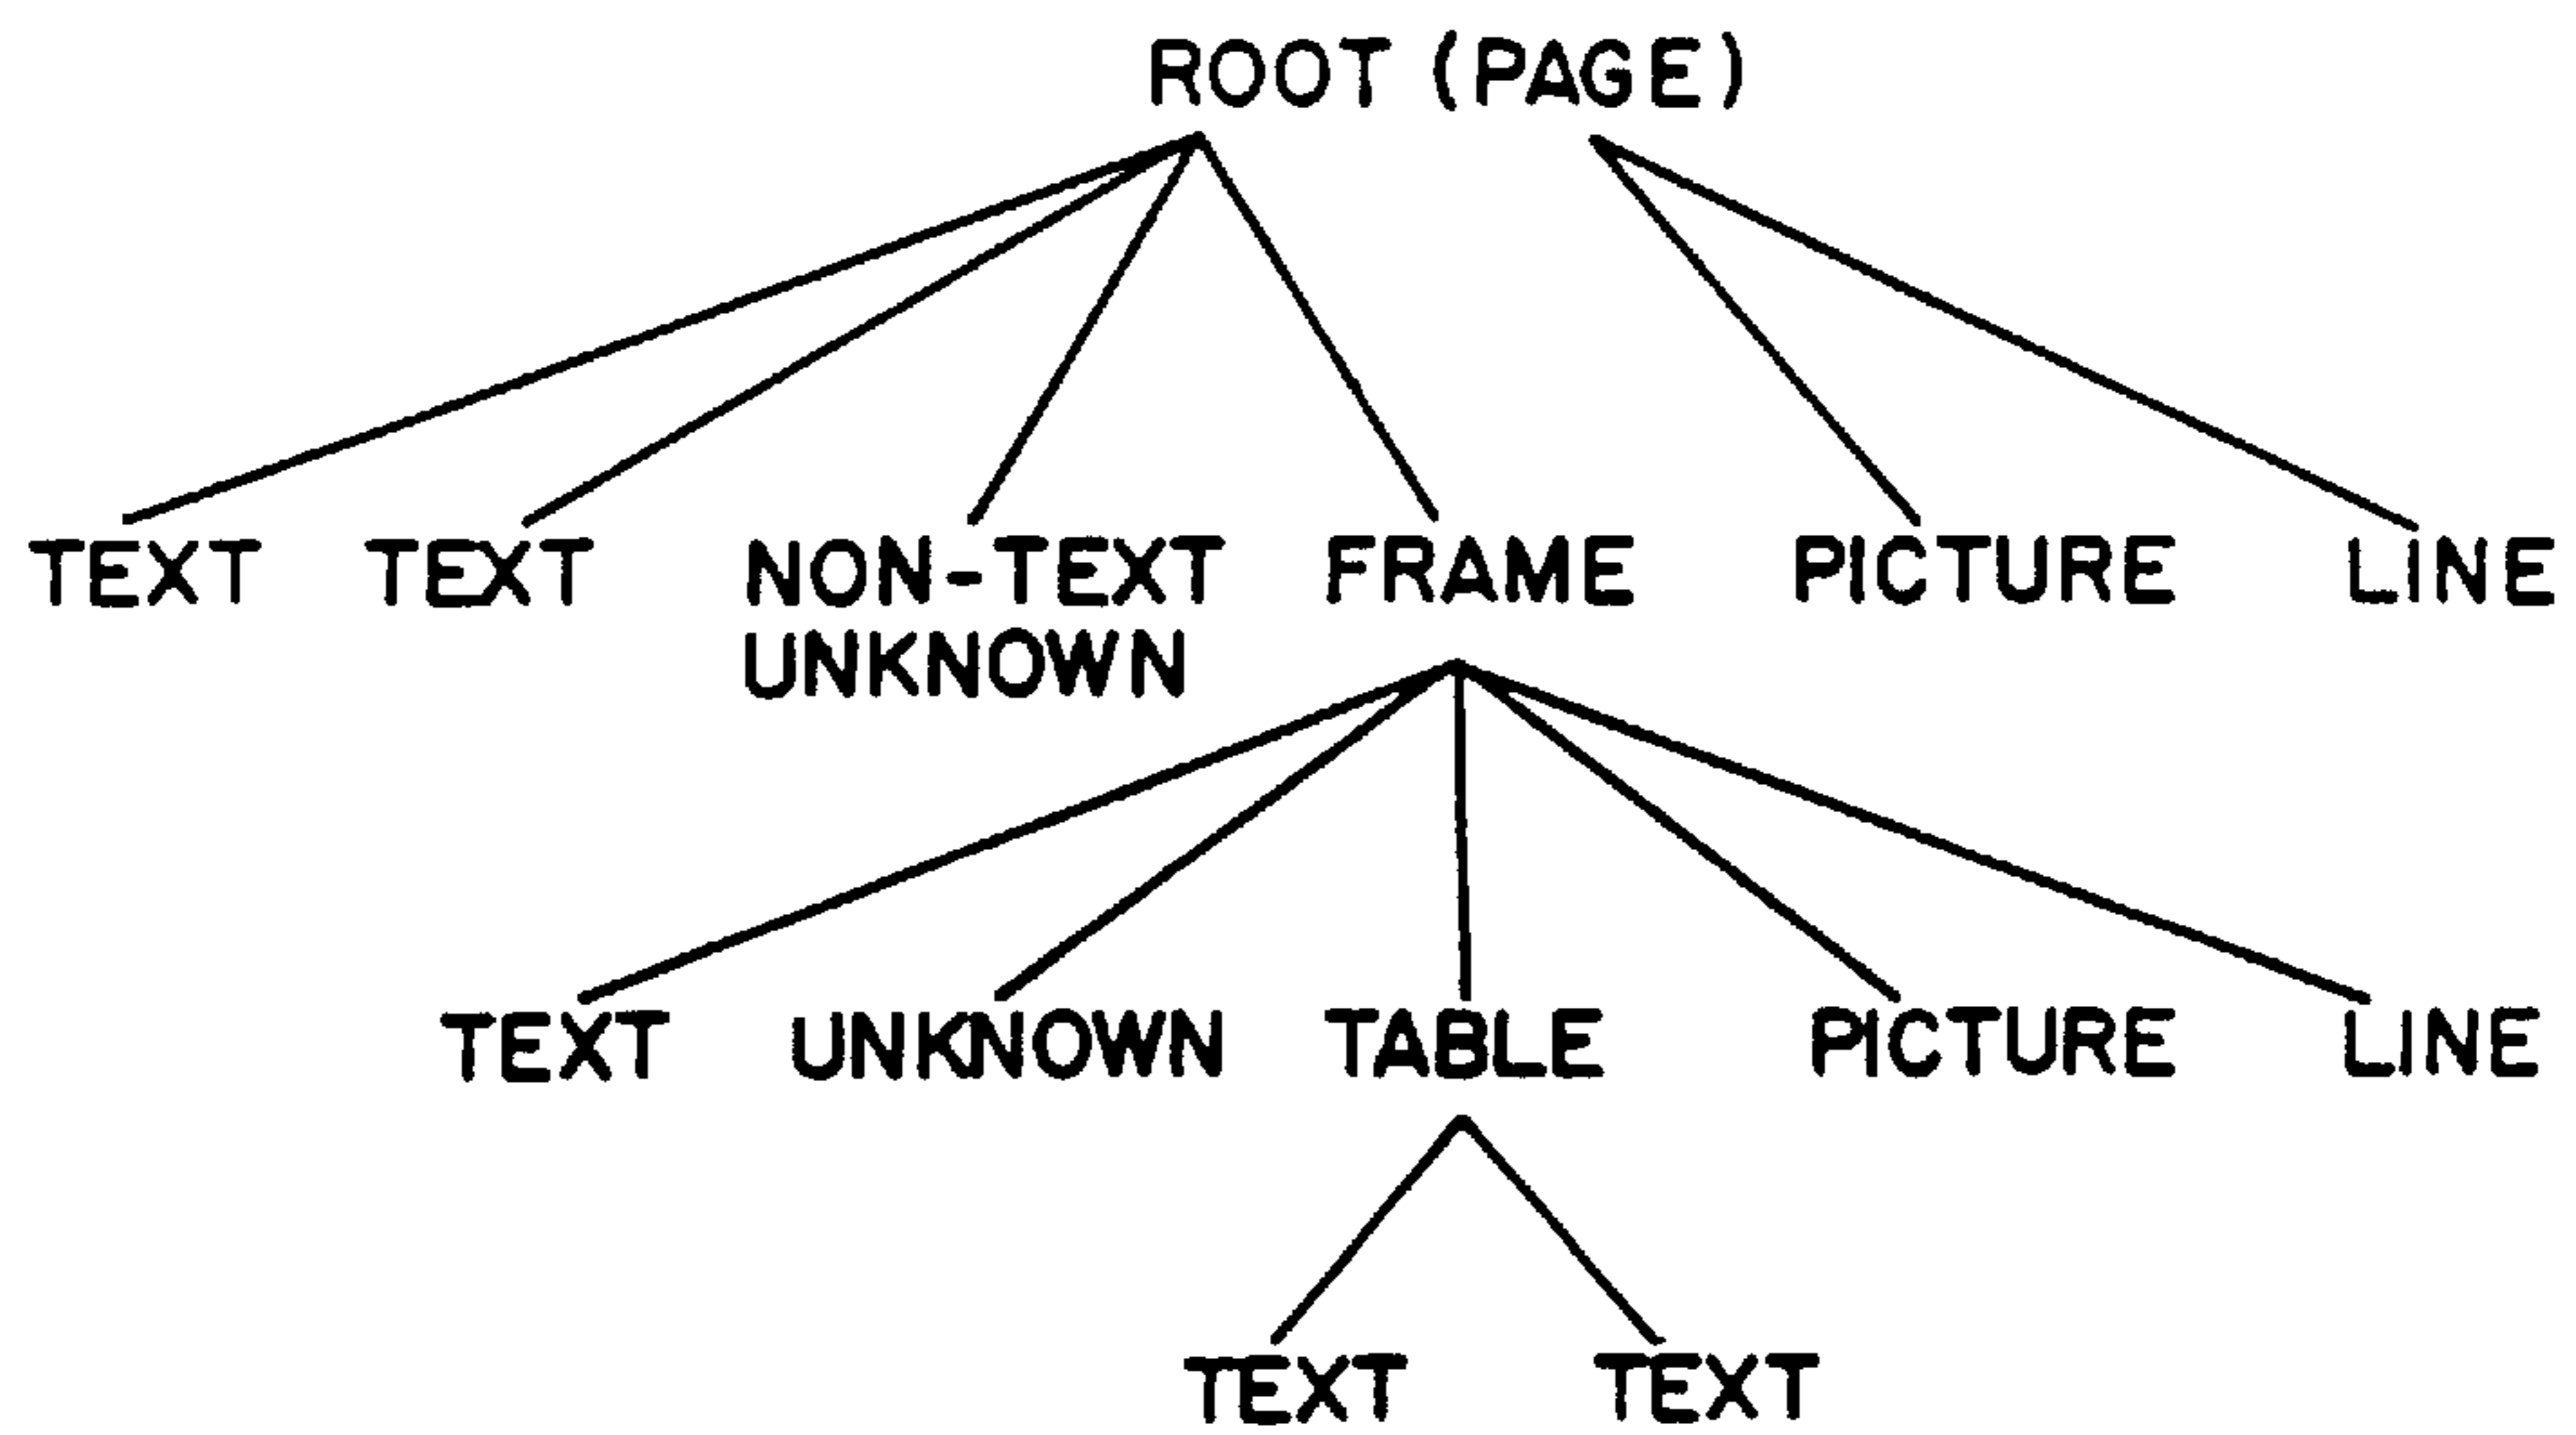 ROOT (PAGE)
TEXT TEXT NON-TEXT FRAME PICTURE LINE
UNKNOWN
TEXT UNKNOWN TABLE PICTURE LINE
TEXT TEXT